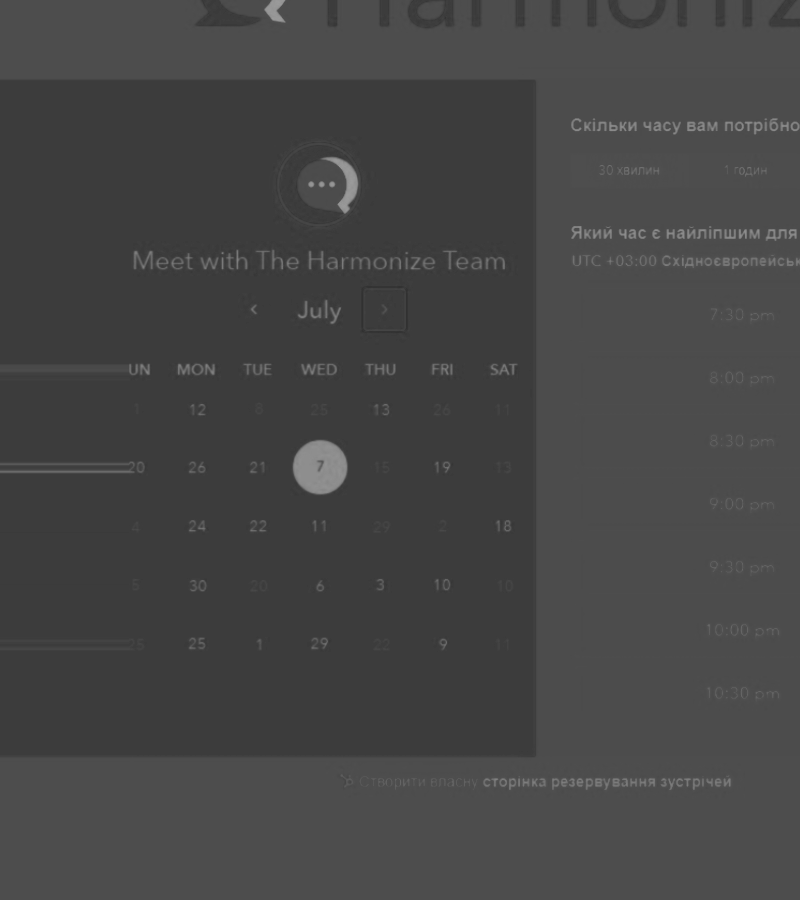 Harmoniz
Скільки часу вам потрібно
30 хвилин 1 годин
Meet with The Harmonize Team
Який час є найліпшим для
UTC +03:00 Східноєвропейськ
‹ July ›
7:30 pm
UN MON TUE WED THU FRI SAT
8:00 pm
1 12 8 25 13 26 11
8:30 pm
20 26 21 7 15 19 13
9:00 pm
4 24 22 11 29 2 18
9:30 pm
5 30 20 6 3 10 10
10:00 pm
25 25 1 29 22 9 11
10:30 pm
Створити власну сторінка резервування зустрічей